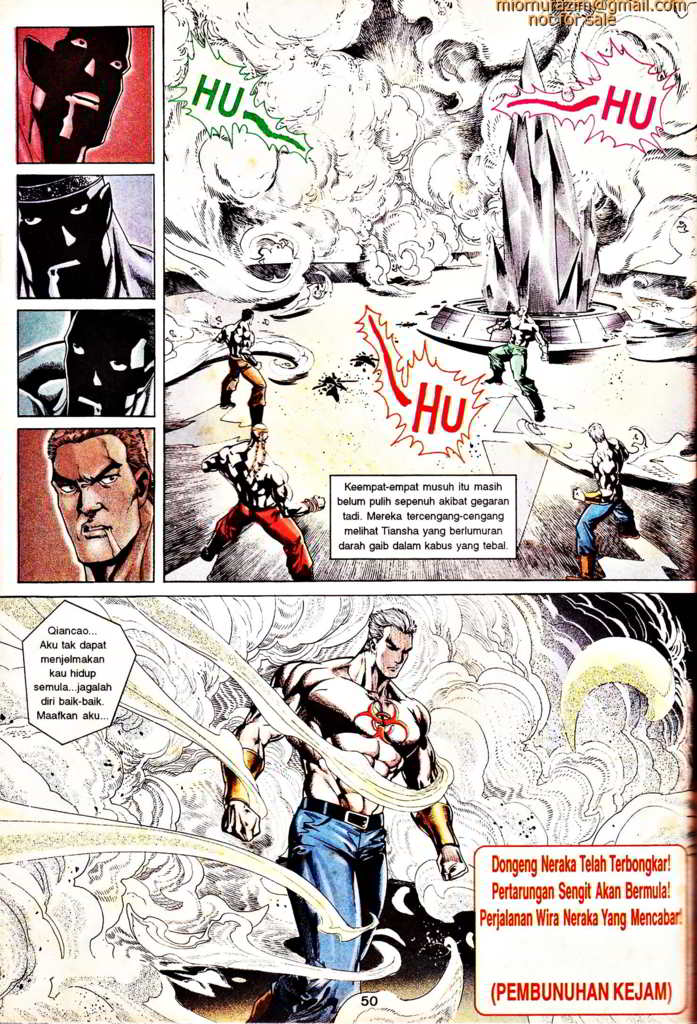 miormurazim@gmail.com
not for sale
HU
HU
HU
Keempat-empat musuh itu masih
belum pulih sepenuh akibat gegaran
tadi. Mereka tercengang-cengang
melihat Tiansha yang berlumuran
darah gaib dalam kabus yang tebal.
Qiancao...
Aku tak dapat
menjelmakan
kau hidup
semula...jagalah
diri baik-baik.
Maafkan aku...
Dongeng Neraka Telah Terbongkar!
Pertarungan Sengit Akan Bermula!
Perjalanan Wira Neraka Yang Mencabar!
(PEMBUNUHAN KEJAM)
50